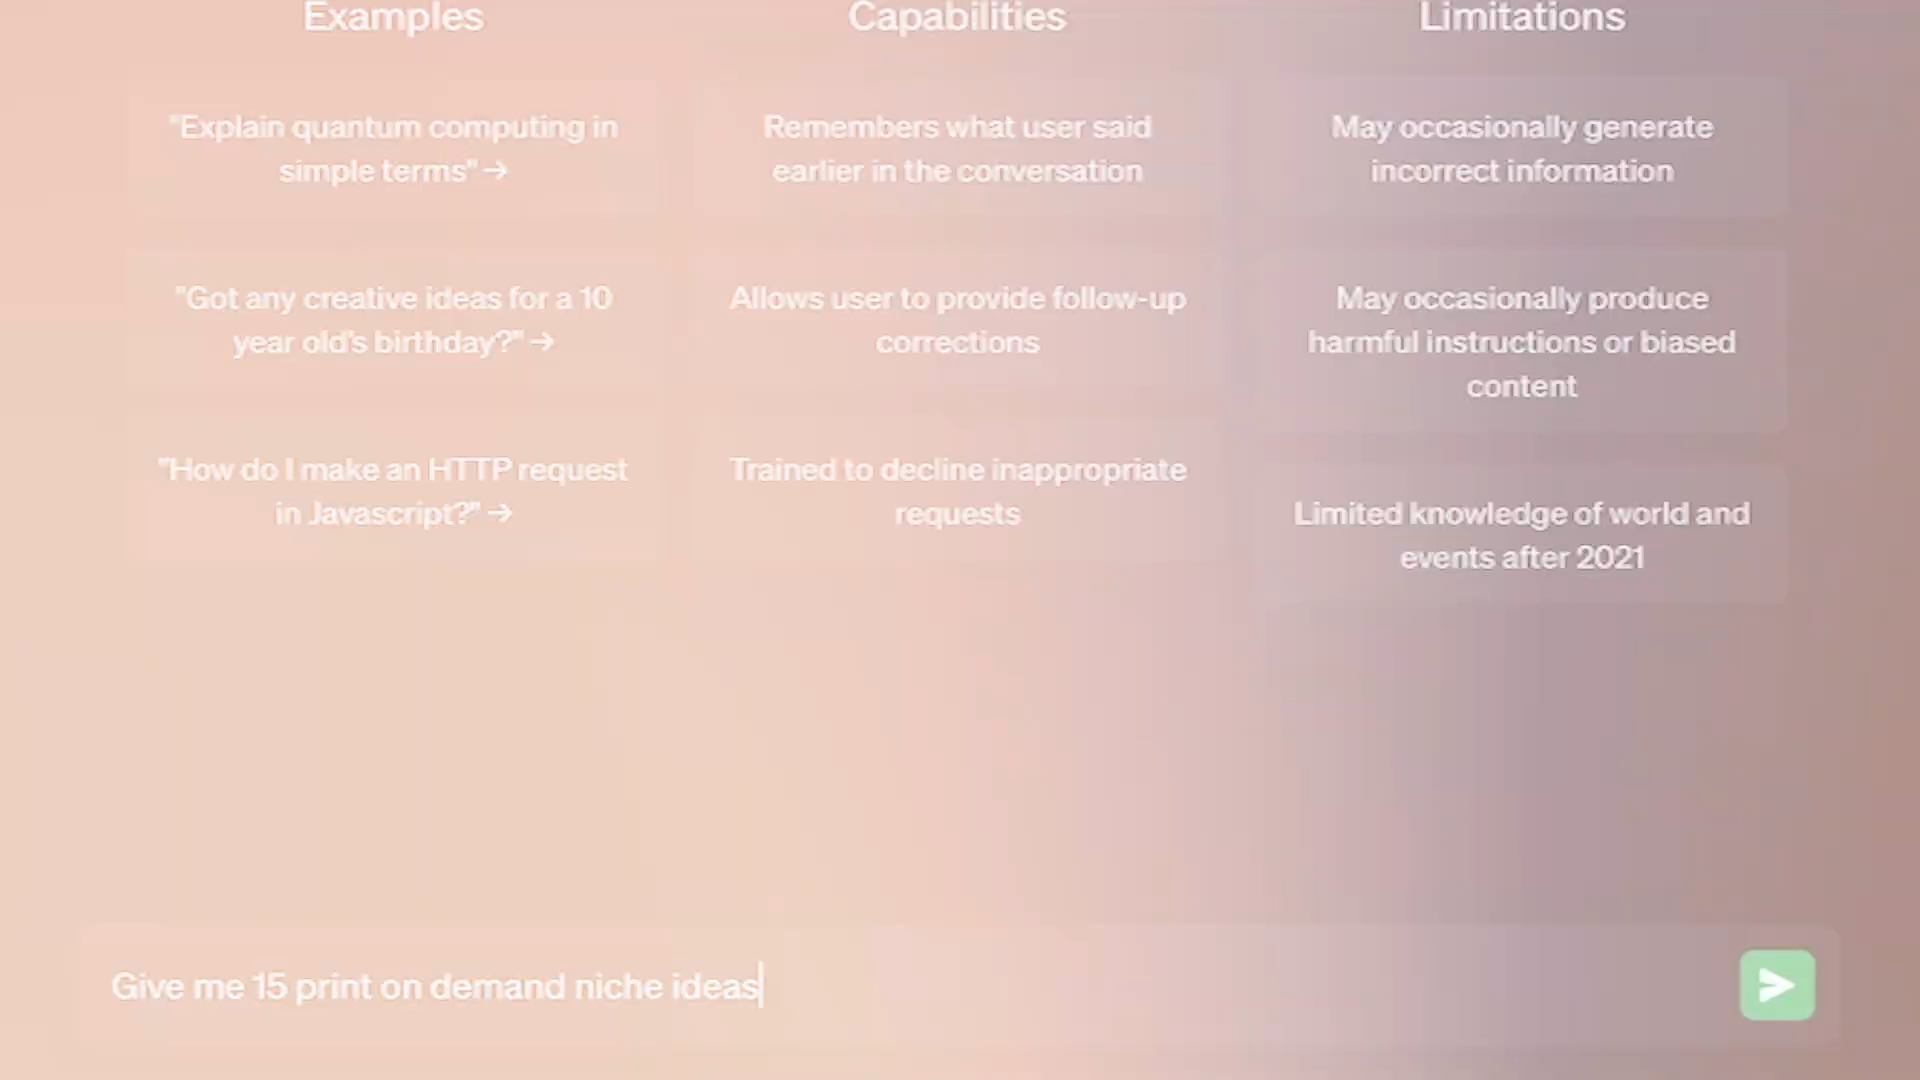 Examples
"Explain quantum computing in
simple terms" →
"Got any creative ideas for a 10
year old's birthday?" →
"How do I make an HTTP request
in Javascript?" →
Capabilities
Remembers what user said
earlier in the conversation
Allows user to provide follow-up
corrections
Trained to decline inappropriate
requests
Limitations
May occasionally generate
incorrect information
May occasionally produce
harmful instructions or biased
content
Limited knowledge of world and
events after 2021
Give me 15 print on demand niche ideas